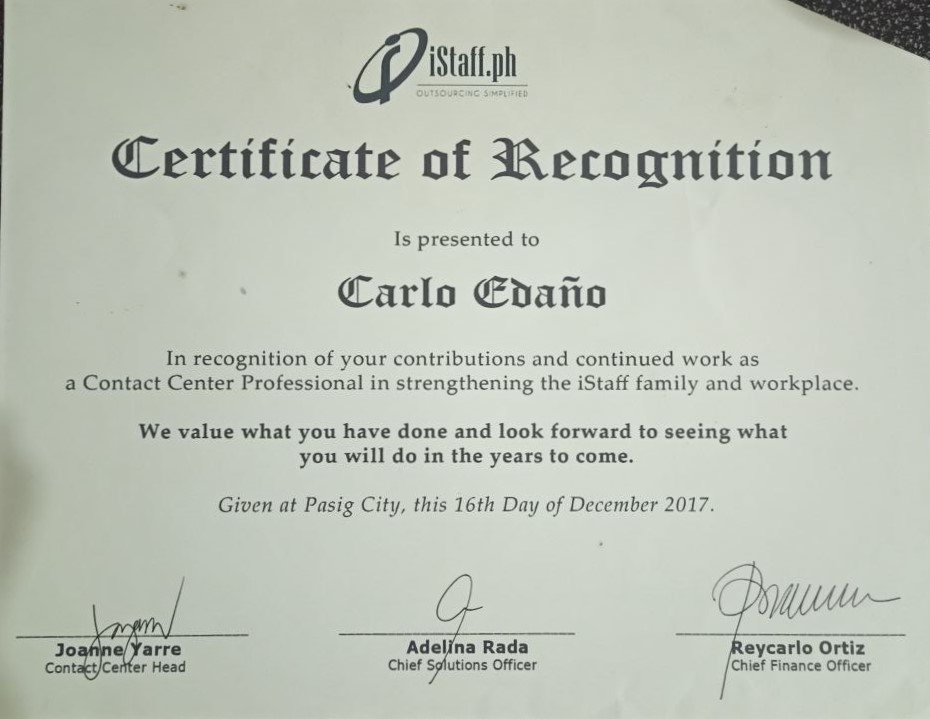 iStaff.ph
OUTSOURCING SIMPLIFIED
Certificate of Recognition
Is presented to
Carlo Edaño
In recognition of your contributions and continued work as
a Contact Center Professional in strengthening the iStaff family and workplace.
We value what you have done and look forward to seeing what
you will do in the years to come.
Given at Pasig City, this 16th Day of December 2017.
Joanne Yarre
Contact Center Head
Adelina Rada
Chief Solutions Officer
Reycarlo Ortiz
Chief Finance Officer